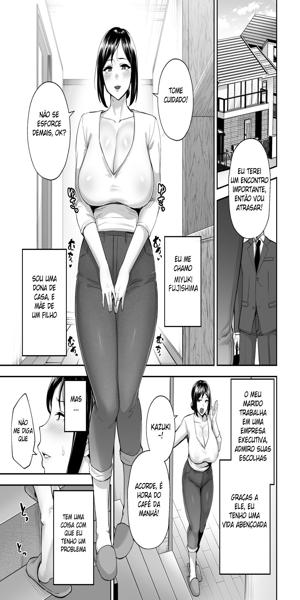 EU TEREI
UM ENCONTRO
IMPORTANTE,
ENTÃO VOU
ATRASAR!
TOME
CUIDADO!
NÃO SE
ESFORCE
DEMAIS, OK?
EU ME
CHAMO
MIYUKI
FUJISHIMA
SOU UMA
DONA DE
CASA, E
MÃE DE
UM FILHO
O MEU
MARIDO
TRABALHA
EM UMA
EMPRESA
EXECUTIVA,
ADMIRO SUAS
ESCOLHAS
GRAÇAS A
ELE, EU
TENHO UMA
VIDA ABENÇOADA
KAZUKI
~!
ACORDE, É
HORA DO
CAFÉ DA
MANHÃ!
MAS
...
NÃO
ME DIGA
QUE
TEM UMA
COISA COM
QUE EU
TENHO UM
PROBLEMA